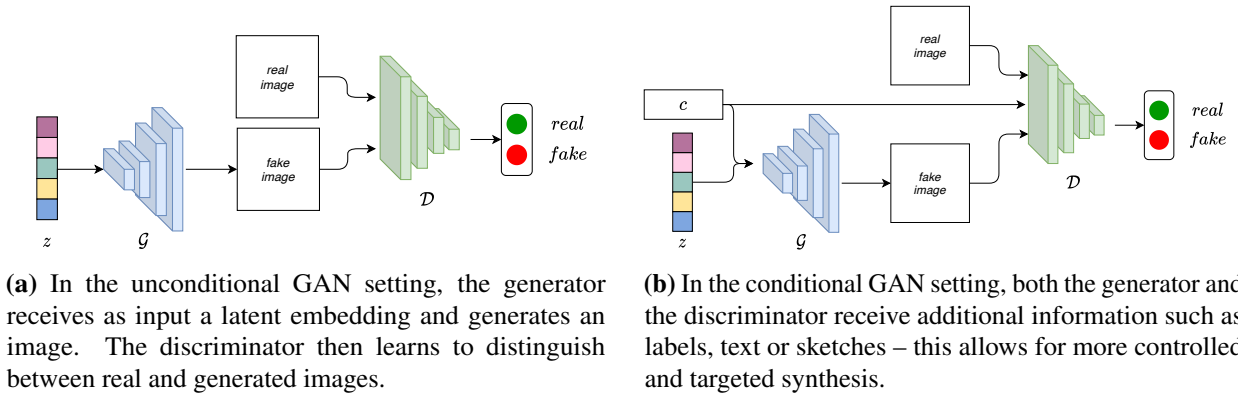 real
image
fake
image
z
𝒢
𝒟
real
fake
(a) In the unconditional GAN setting, the generator
receives as input a latent embedding and generates an
image. The discriminator then learns to distinguish
between real and generated images.
real
image
c
fake
image
z
𝒢
𝒟
real
fake
(b) In the conditional GAN setting, both the generator and
the discriminator receive additional information such as
labels, text or sketches – this allows for more controlled
and targeted synthesis.